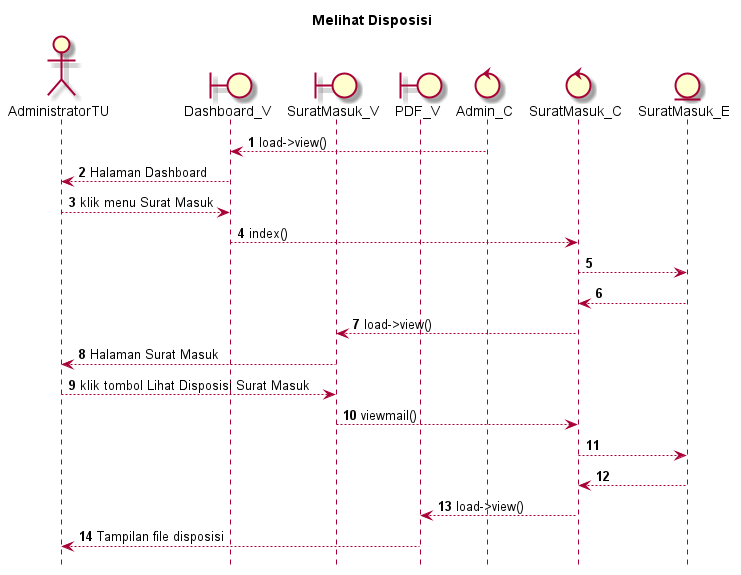 Melihat Disposisi
AdministratorTU
Dashboard_V
SuratMasuk_V
PDF_V
Admin_C
SuratMasuk_C
SuratMasuk_E
1 load->view()
2 Halaman Dashboard
3 klik menu Surat Masuk
4 index()
5
6
7 load->view()
8 Halaman Surat Masuk
9 klik tombol Lihat Disposisi Surat Masuk
10 viewmail()
11
12
13 load->view()
14 Tampilan file disposisi